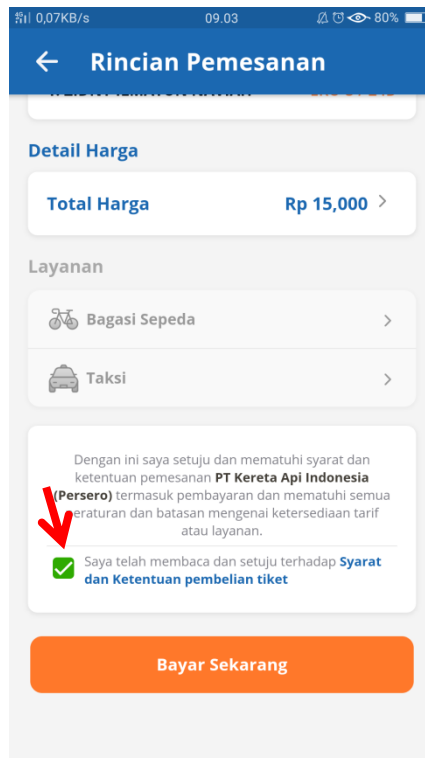 0,07KB/s 09.03 80%
Rincian Pemesanan
Detail Harga
Total Harga Rp 15,000
Layanan
Bagasi Sepeda
Taksi
Dengan ini saya setuju dan mematuhi syarat dan
ketentuan pemesanan PT Kereta Api Indonesia
(Persero) termasuk pembayaran dan mematuhi semua
eraturan dan batasan mengenai ketersediaan tarif
atau layanan.
Saya telah membaca dan setuju terhadap Syarat
dan Ketentuan pembelian tiket
Bayar Sekarang